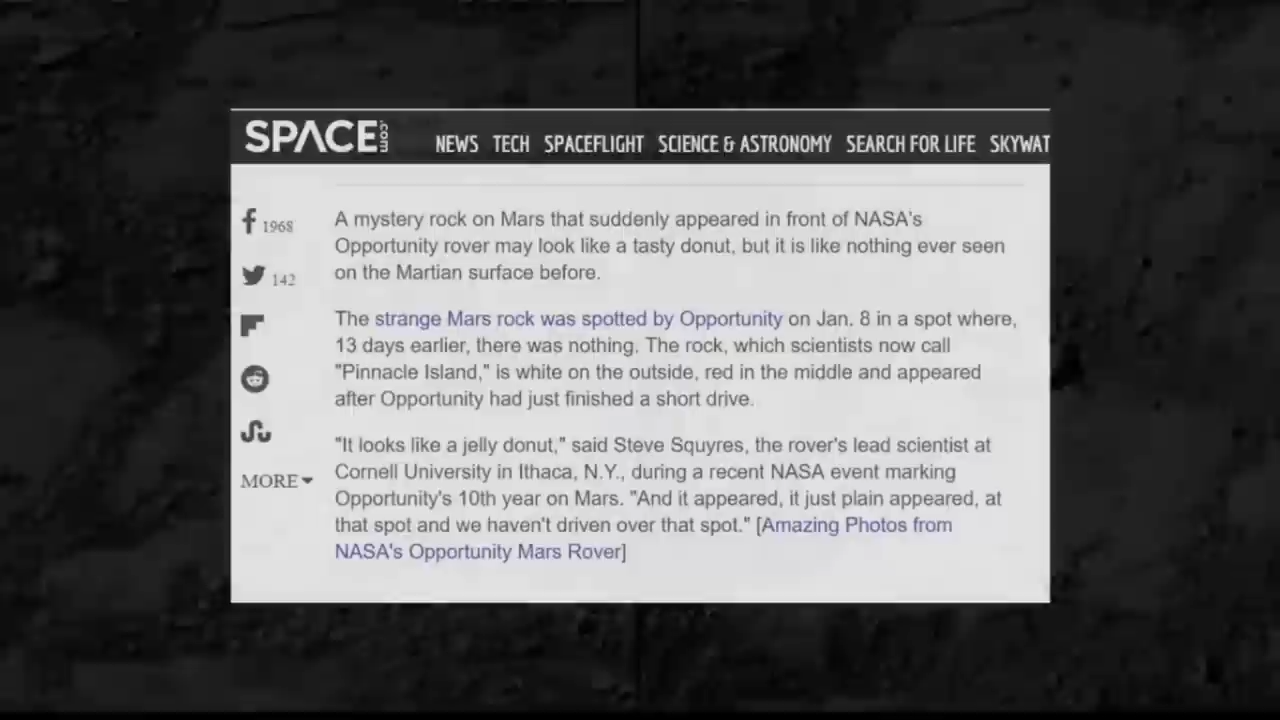 SPACE.com
NEWS TECH SPACEFLIGHT SCIENCE & ASTRONOMY SEARCH FOR LIFE SKYWAT
1968
142
MORE
A mystery rock on Mars that suddenly appeared in front of NASA's
Opportunity rover may look like a tasty donut, but it is like nothing ever seen
on the Martian surface before.
The strange Mars rock was spotted by Opportunity on Jan. 8 in a spot where,
13 days earlier, there was nothing. The rock, which scientists now call
"Pinnacle Island," is white on the outside, red in the middle and appeared
after Opportunity had just finished a short drive.
"It looks like a jelly donut," said Steve Squyres, the rover's lead scientist at
Cornell University in Ithaca, N.Y., during a recent NASA event marking
Opportunity's 10th year on Mars. "And it appeared, it just plain appeared, at
that spot and we haven't driven over that spot." [Amazing Photos from
NASA's Opportunity Mars Rover]